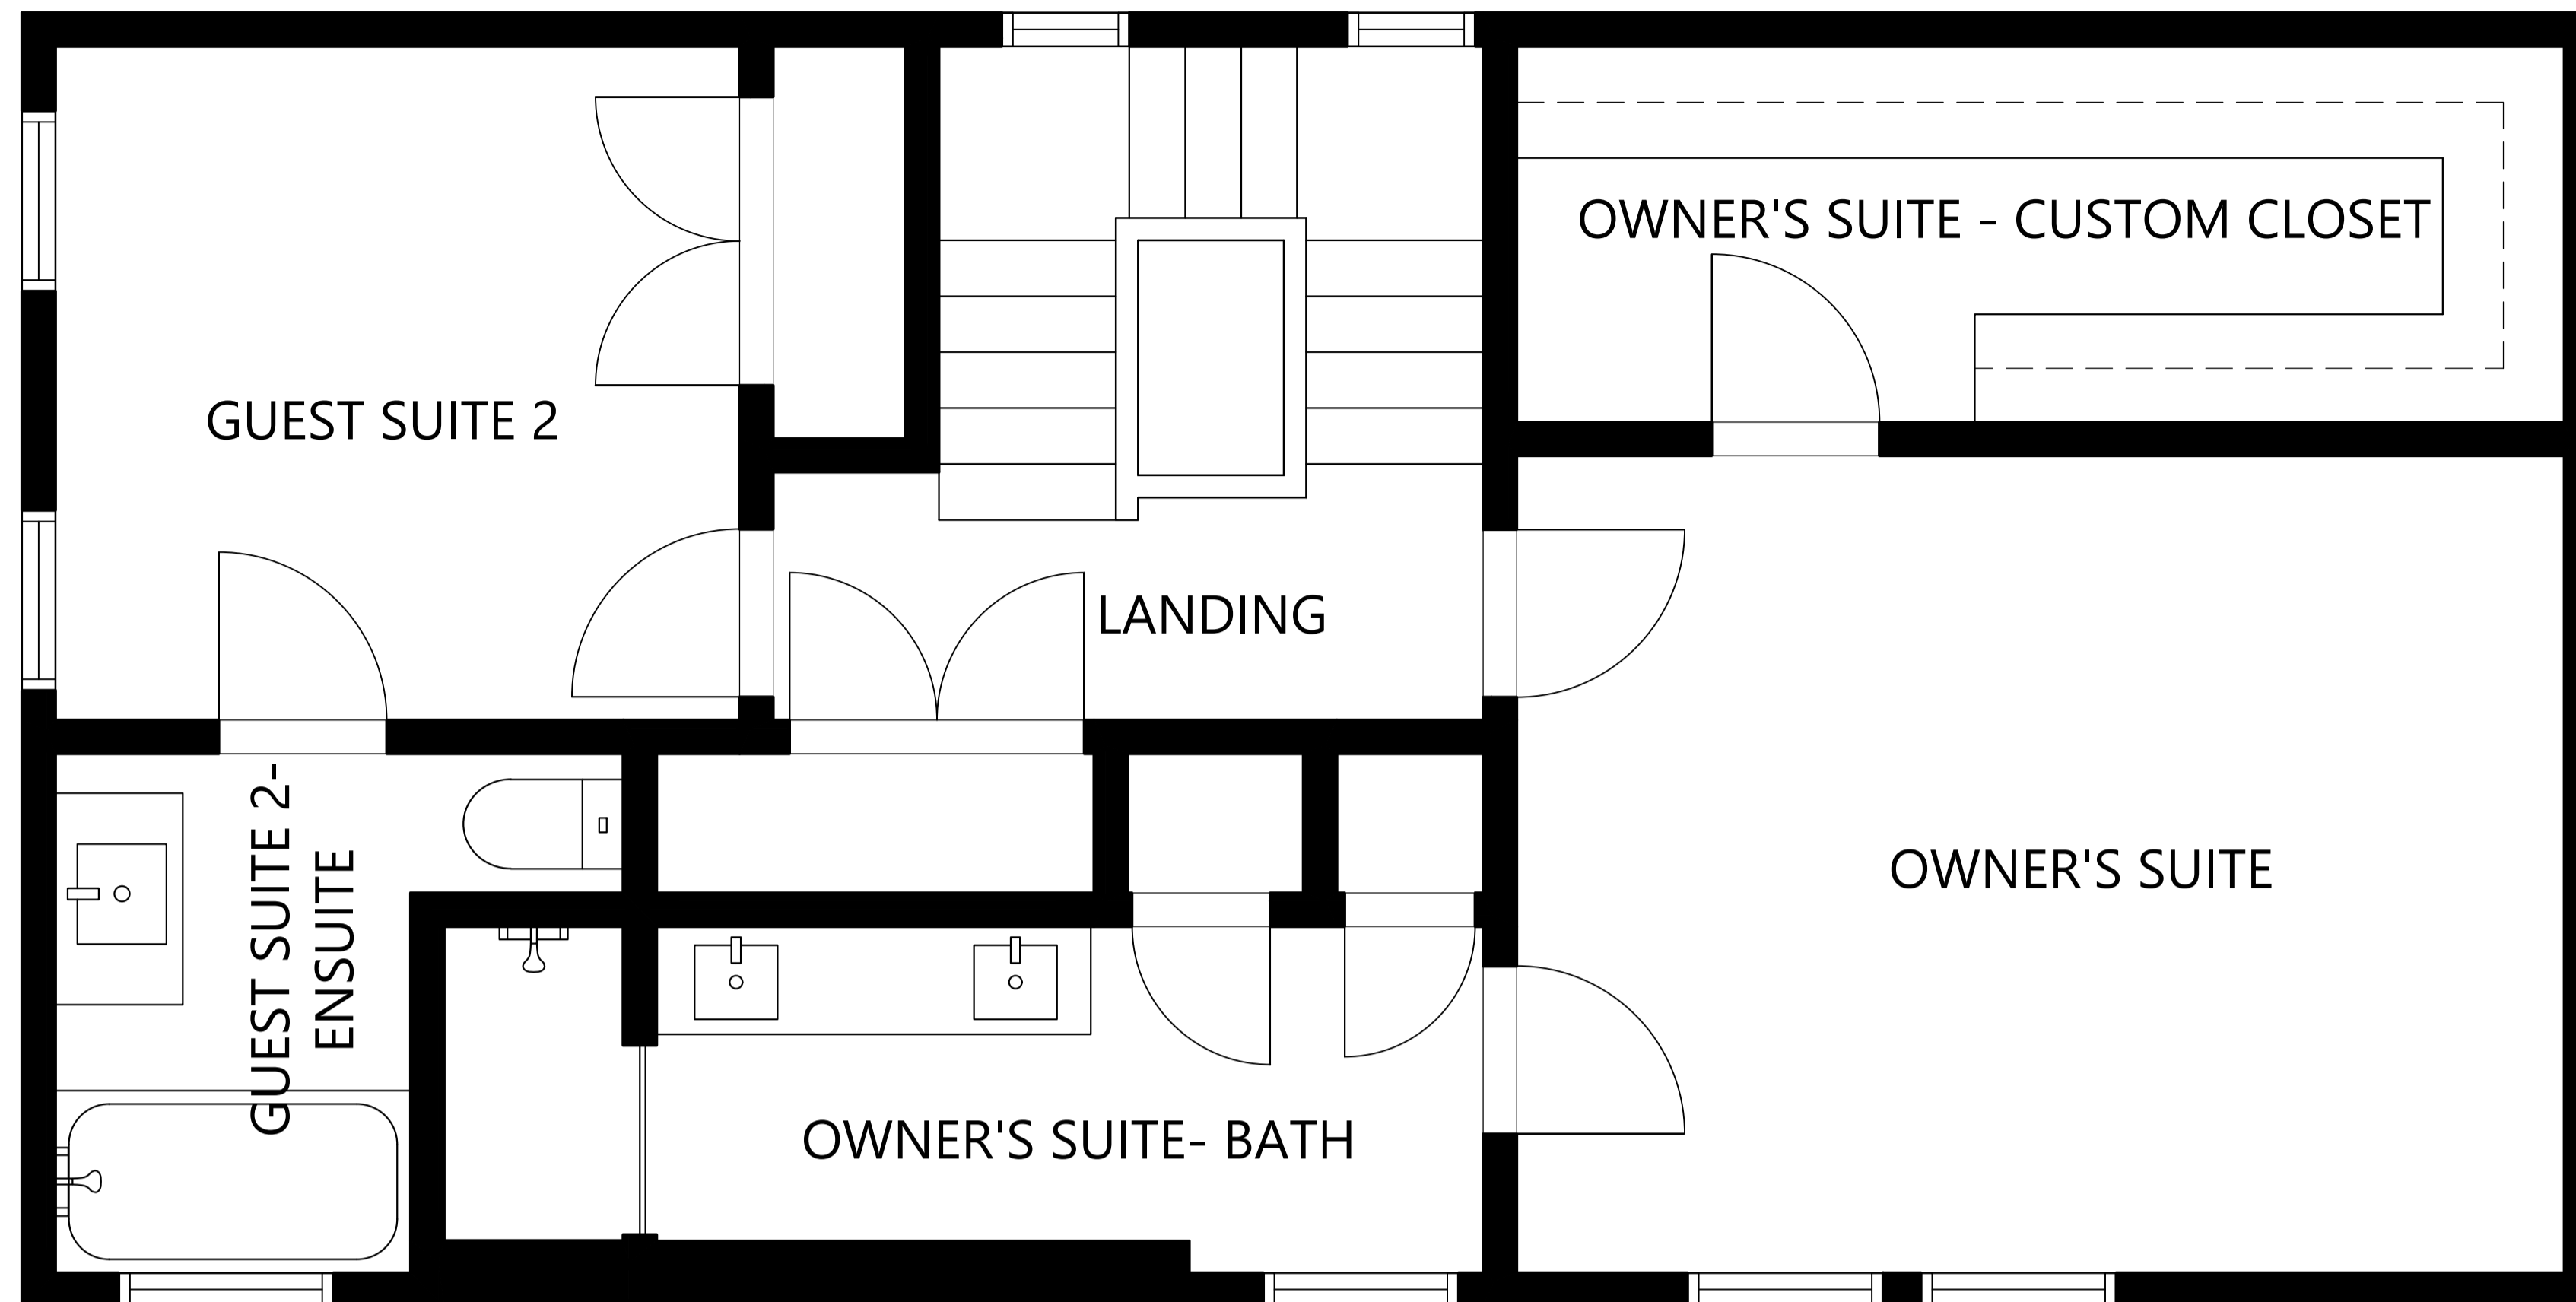 OWNER'S SUITE - CUSTOM CLOSET
GUEST SUITE 2
LANDING
GUEST SUITE 2-
ENSUITE
OWNER'S SUITE
OWNER'S SUITE- BATH